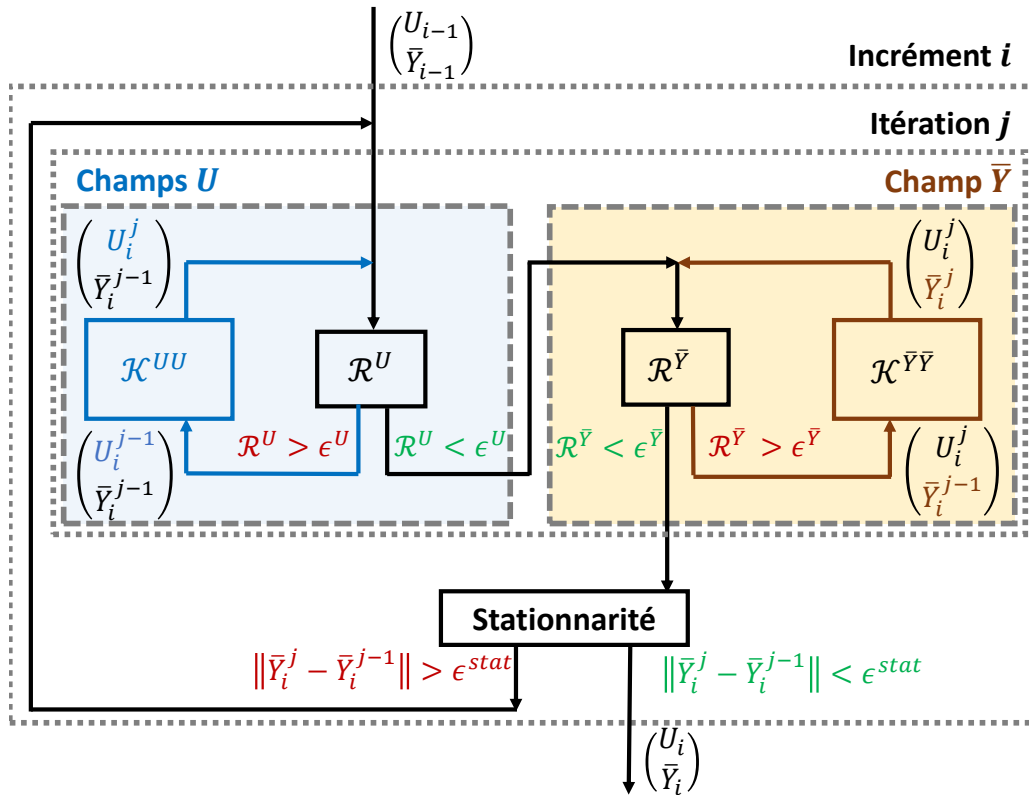 (U_{i-1}
Ȳ_{i-1})
Incrément i
Itération j
Champs U
Champ Ȳ
(U_i^j
Ȳ_i^{j-1})
(U_i^j
Ȳ_i^j)
𝒦^{UU}
ℛ^U
ℛ^Ȳ
𝒦^{ȲȲ}
ℛ^U > ϵ^U
ℛ^U < ϵ^U
ℛ^Ȳ < ϵ^Ȳ
ℛ^Ȳ > ϵ^Ȳ
(U_i^{j-1}
Ȳ_i^{j-1})
(U_i^j
Ȳ_i^{j-1})
Stationnarité
‖Ȳ_i^j − Ȳ_i^{j-1}‖ > ϵ^{stat}
‖Ȳ_i^j − Ȳ_i^{j-1}‖ < ϵ^{stat}
(U_i
Ȳ_i)